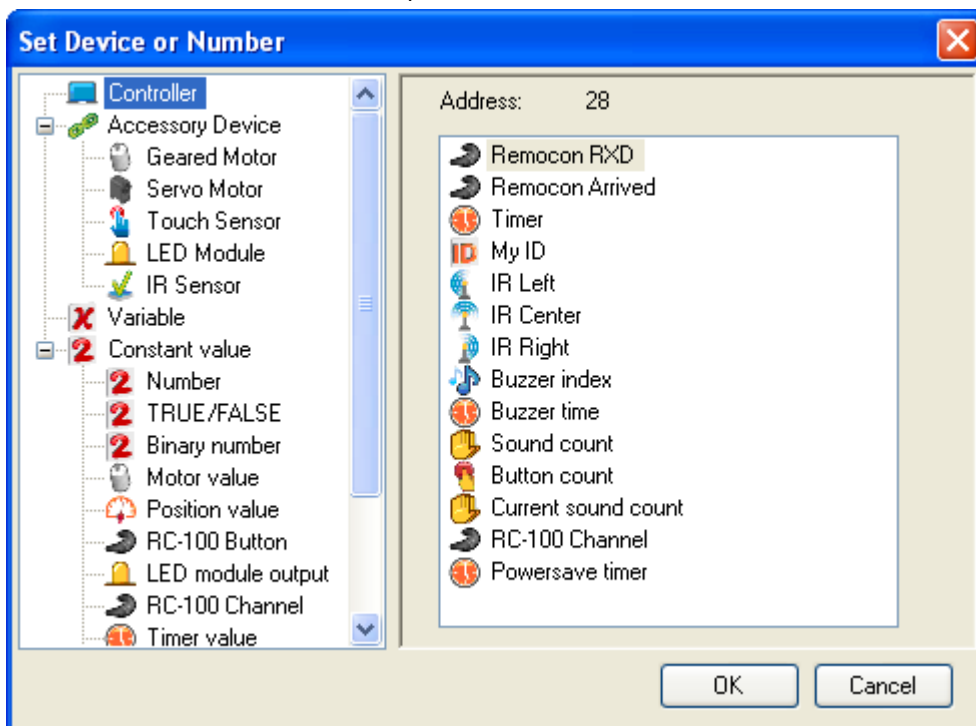 Set Device or Number
Controller
Accessory Device
Geared Motor
Servo Motor
Touch Sensor
LED Module
IR Sensor
Variable
Constant value
Number
TRUE/FALSE
Binary number
Motor value
Position value
RC-100 Button
LED module output
RC-100 Channel
Timer value
Address: 28
Remocon RXD
Remocon Arrived
Timer
My ID
IR Left
IR Center
IR Right
Buzzer index
Buzzer time
Sound count
Button count
Current sound count
RC-100 Channel
Powersave timer
OK Cancel